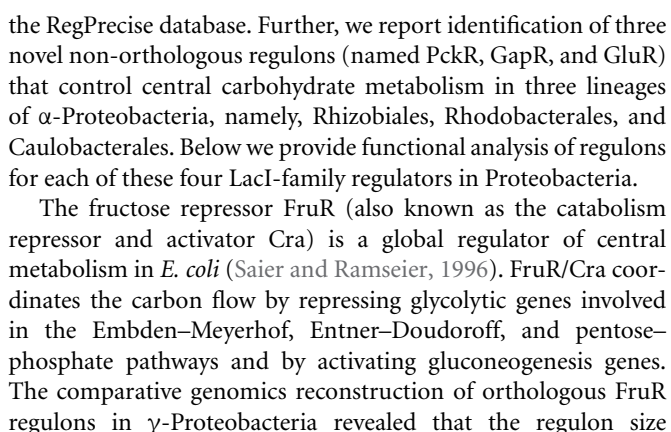 the RegPrecise database. Further, we report identification of three
novel non-orthologous regulons (named PckR, GapR, and GluR)
that control central carbohydrate metabolism in three lineages
of α-Proteobacteria, namely, Rhizobiales, Rhodobacterales, and
Caulobacterales. Below we provide functional analysis of regulons
for each of these four LacI-family regulators in Proteobacteria.
The fructose repressor FruR (also known as the catabolism
repressor and activator Cra) is a global regulator of central
metabolism in E. coli (Saier and Ramseier, 1996). FruR/Cra coor-
dinates the carbon flow by repressing glycolytic genes involved
in the Embden–Meyerhof, Entner–Doudoroff, and pentose–
phosphate pathways and by activating gluconeogenesis genes.
The comparative genomics reconstruction of orthologous FruR
regulons in γ-Proteobacteria revealed that the regulon size